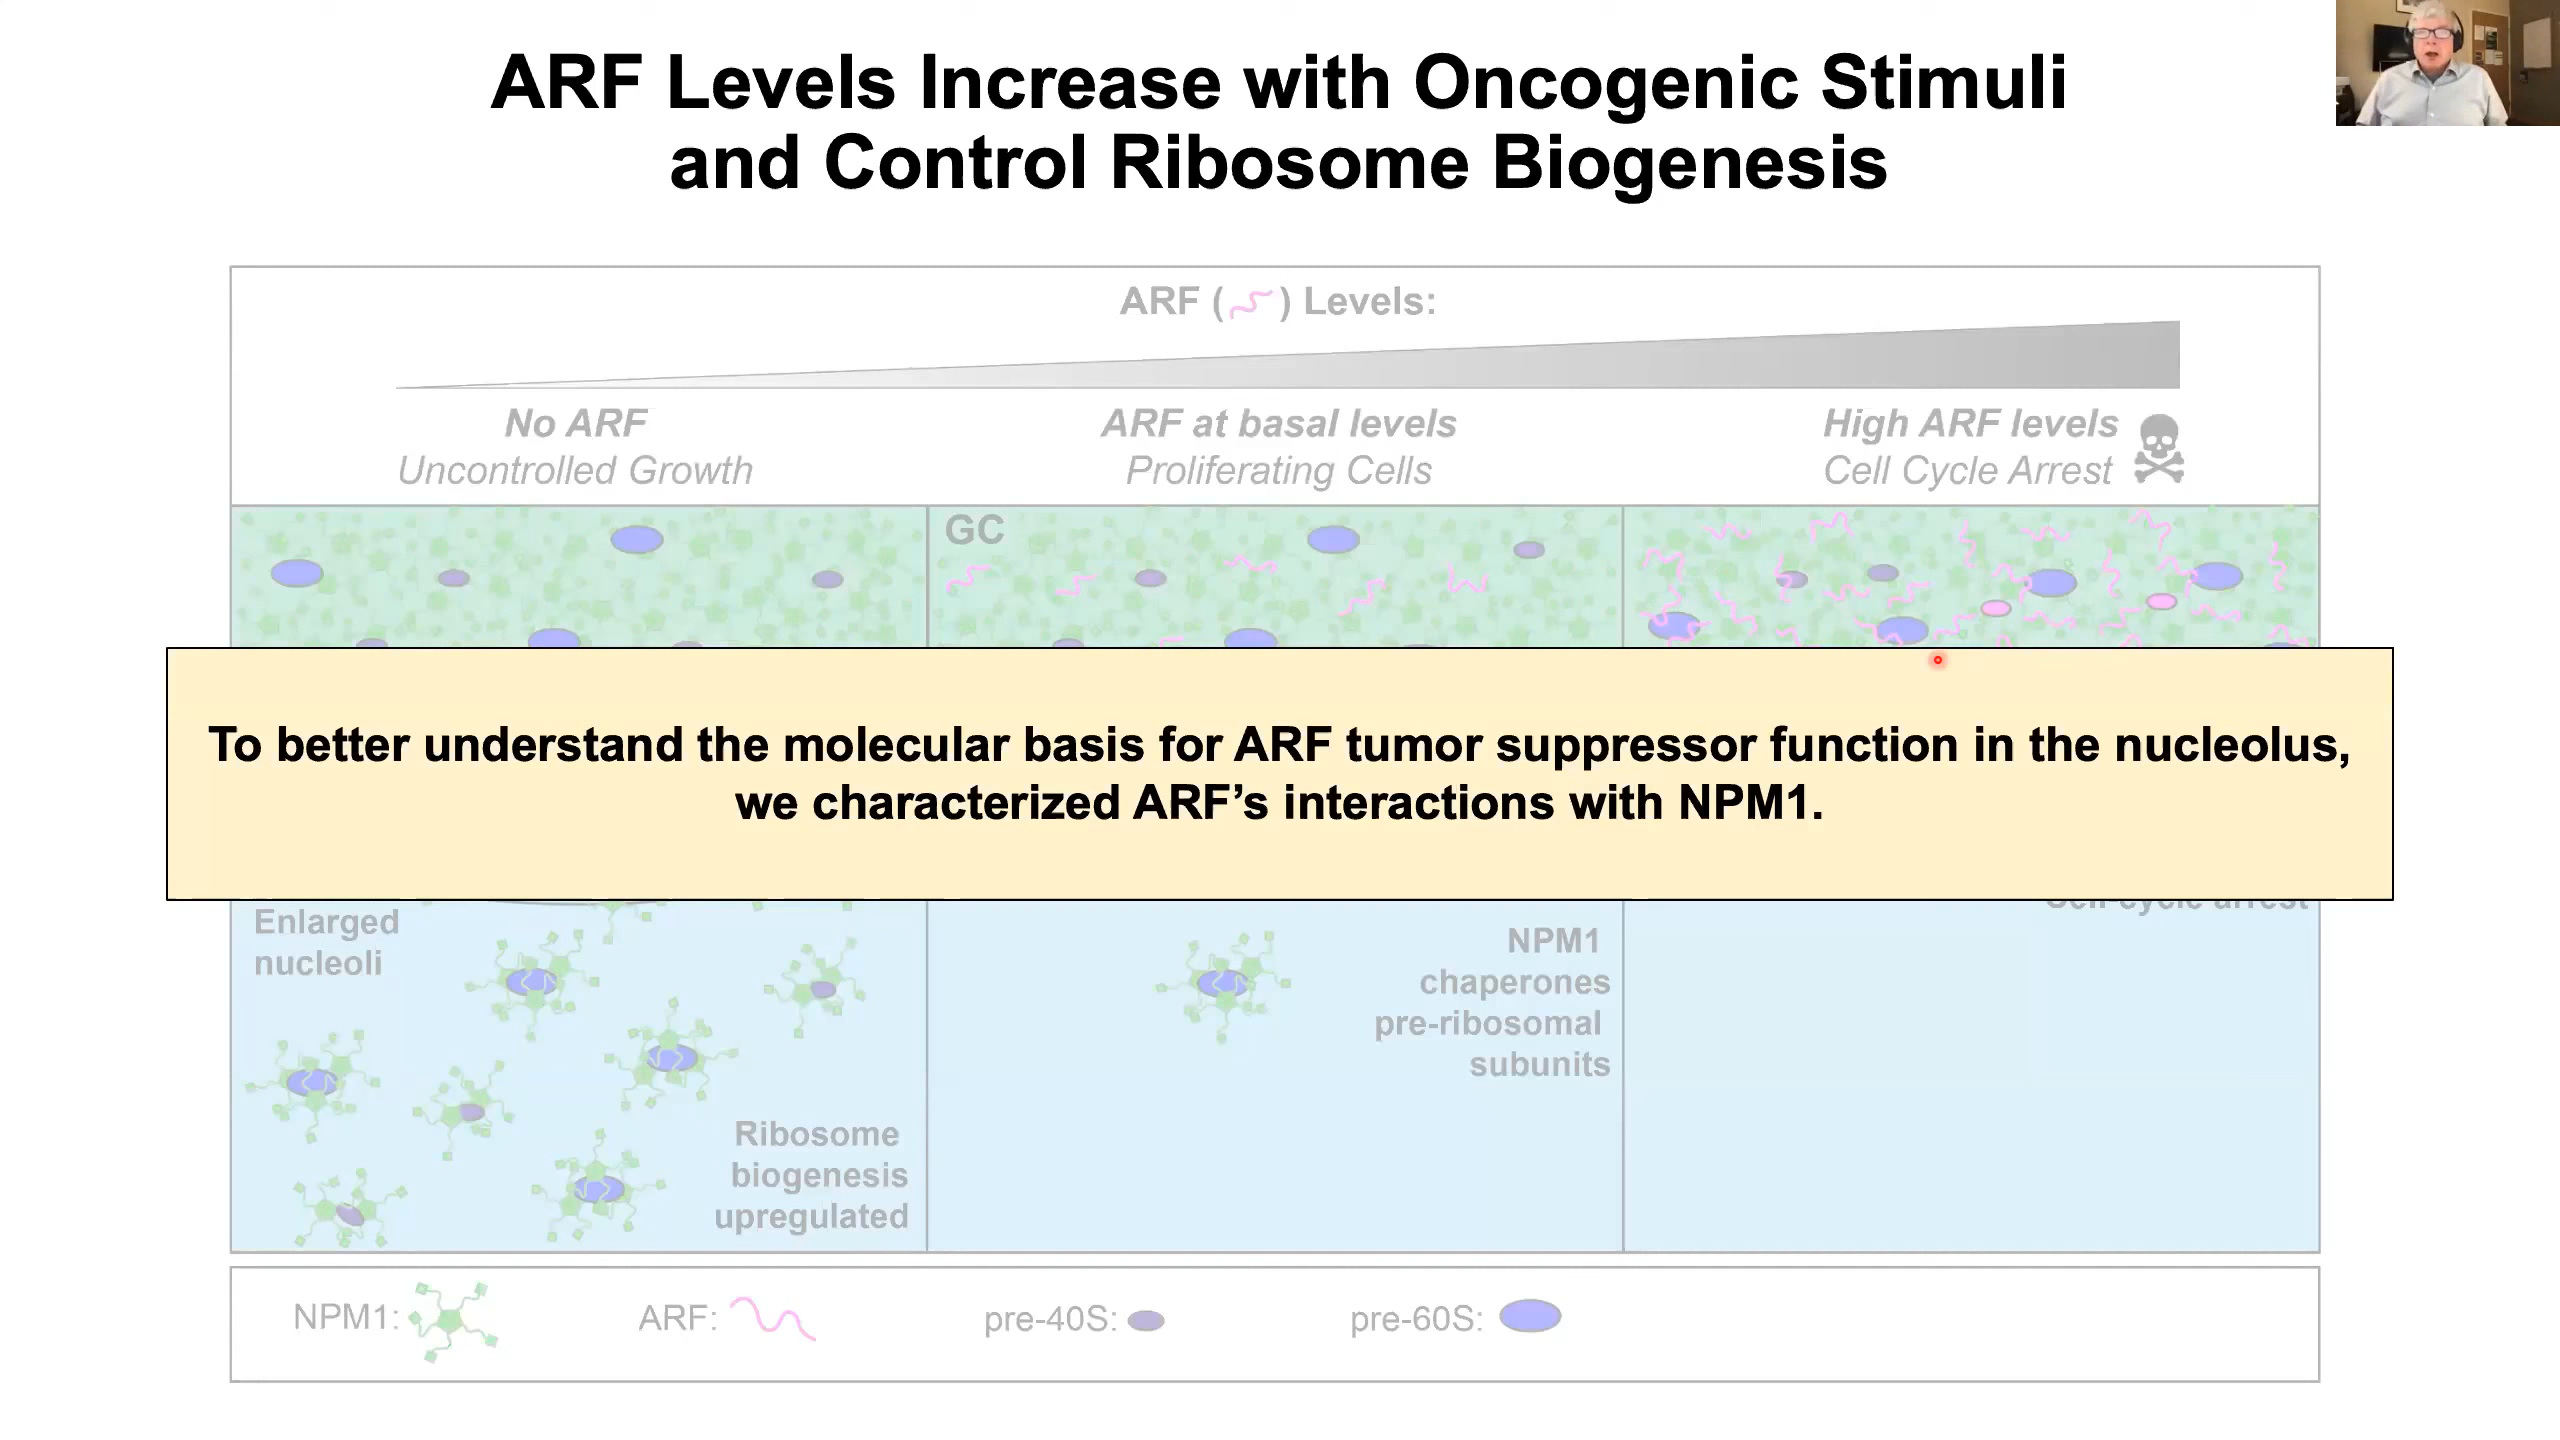 ARF Levels Increase with Oncogenic Stimuli
and Control Ribosome Biogenesis
ARF ( ) Levels:
No ARF
Uncontrolled Growth
ARF at basal levels
Proliferating Cells
High ARF levels
Cell Cycle Arrest
GC
To better understand the molecular basis for ARF tumor suppressor function in the nucleolus,
we characterized ARF’s interactions with NPM1.
Cell-cycle arrest
Enlarged
nucleoli
Ribosome
biogenesis
upregulated
NPM1
chaperones
pre-ribosomal
subunits
NPM1:
ARF:
pre-40S:
pre-60S: